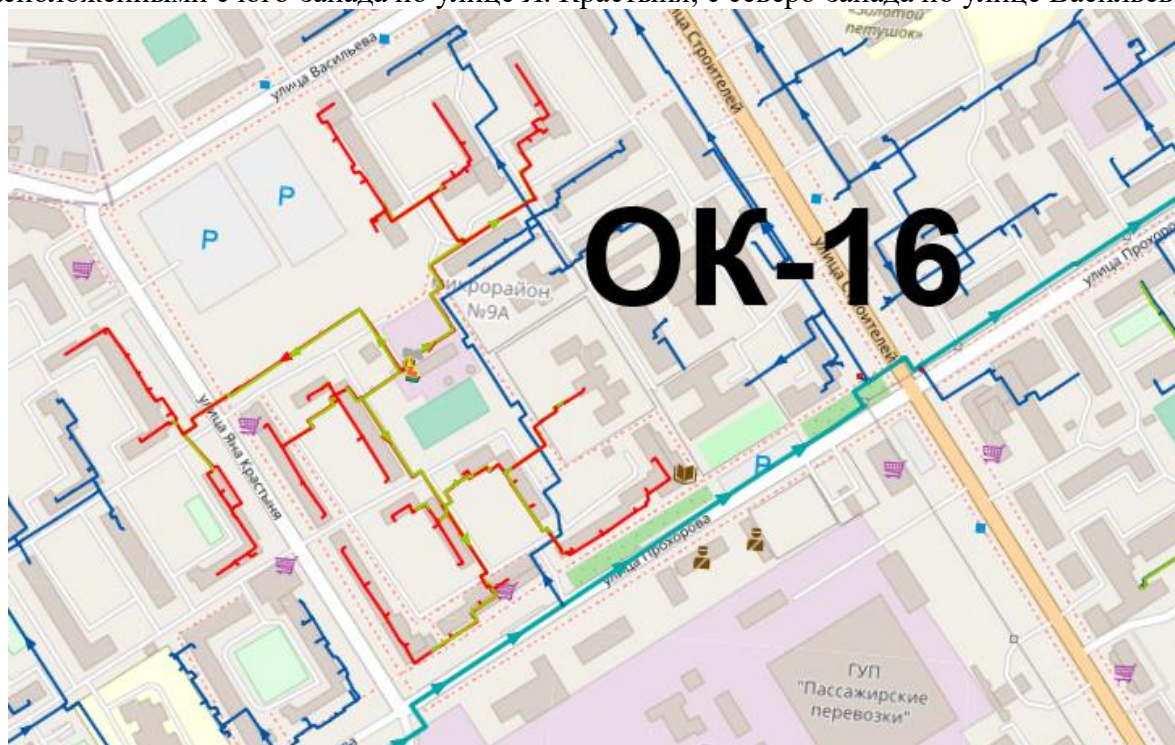 расположенными с юго-запада по улице Я. Крастыня, с северо-запада по улице Васильева
«Золотой
петушок»
улица Васильева
улица Строителей
P
P
ОК-16
улица Прохорова
улица Строителей
Микрорайон
№9А
улица Яна Крастыня
P
улица Прохорова
ГУП
"Пассажирские
перевозки"